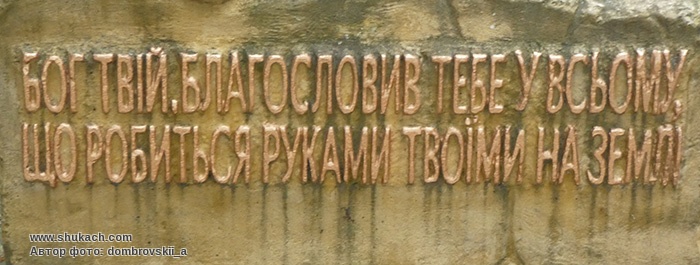 БОГ ТВІЙ, БЛАГОСЛОВИВ ТЕБЕ У ВСЬОМУ,
ЩО РОБИТЬСЯ РУКАМИ ТВОЇМИ НА ЗЕМЛІ!
www.shukach.com
Автор фото: dombrovskii_a